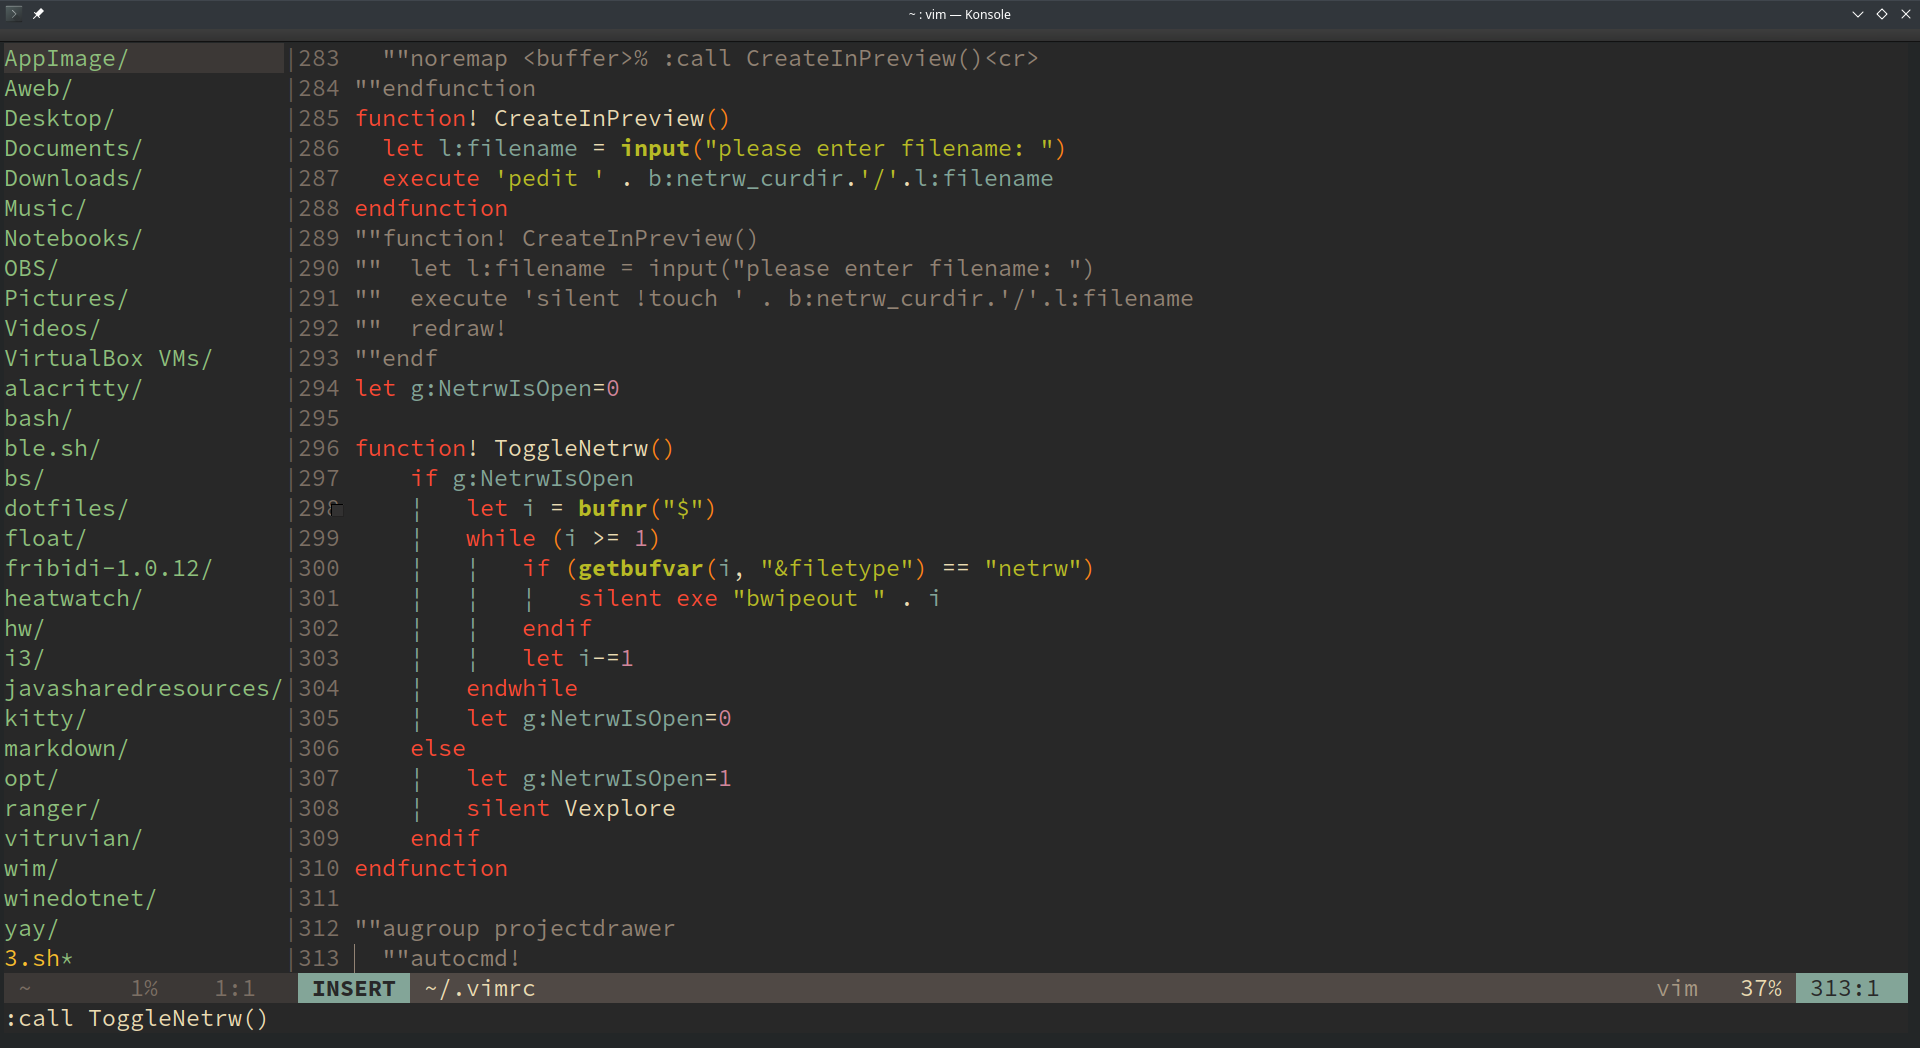 ~ : vim — Konsole
AppImage/
Aweb/
Desktop/
Documents/
Downloads/
Music/
Notebooks/
OBS/
Pictures/
Videos/
VirtualBox VMs/
alacritty/
bash/
ble.sh/
bs/
dotfiles/
float/
fribidi-1.0.12/
heatwatch/
hw/
i3/
javasharedresources/
kitty/
markdown/
opt/
ranger/
vitruvian/
wim/
winedotnet/
yay/
3.sh*
283   ""noremap <buffer>% :call CreateInPreview()<cr>
284 ""endfunction
285 function! CreateInPreview()
286   let l:filename = input("please enter filename: ")
287   execute 'pedit ' . b:netrw_curdir.'/'.l:filename
288 endfunction
289 ""function! CreateInPreview()
290 ""  let l:filename = input("please enter filename: ")
291 ""  execute 'silent !touch ' . b:netrw_curdir.'/'.l:filename
292 ""  redraw!
293 ""endf
294 let g:NetrwIsOpen=0
295
296 function! ToggleNetrw()
297     if g:NetrwIsOpen
298     ¦   let i = bufnr("$")
299     ¦   while (i >= 1)
300     ¦   ¦   if (getbufvar(i, "&filetype") == "netrw")
301     ¦   ¦   ¦   silent exe "bwipeout " . i
302     ¦   ¦   endif
303     ¦   ¦   let i-=1
304     ¦   endwhile
305     ¦   let g:NetrwIsOpen=0
306     else
307     ¦   let g:NetrwIsOpen=1
308     ¦   silent Vexplore
309     endif
310 endfunction
311
312 ""augroup projectdrawer
313   ""autocmd!
~ 1% 1:1
INSERT ~/.vimrc vim 37% 313:1
:call ToggleNetrw()